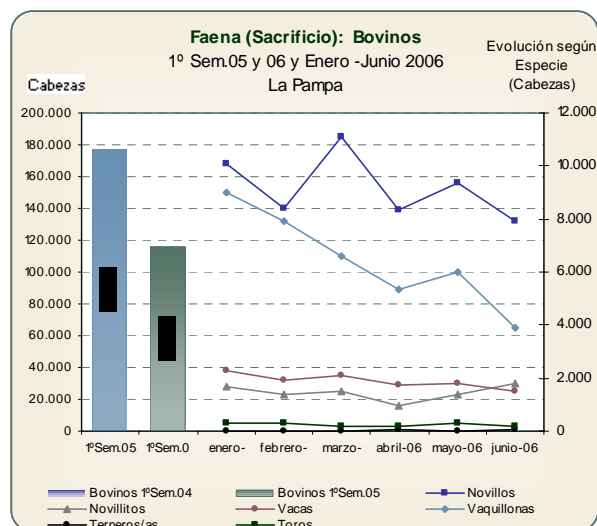 Faena (Sacrificio): Bovinos
1º Sem.05 y 06 y Enero -Junio 2006
La Pampa
Evolución según
Especie
(Cabezas)
Cabezas
200.000
180.000
160.000
140.000
120.000
100.000
80.000
60.000
40.000
20.000
0
12.000
10.000
8.000
6.000
4.000
2.000
0
1ºSem.05 1ºSem.0 enero- febrero- marzo- abril-06 mayo-06 junio-06
Bovinos 1ºSem.04 Bovinos 1ºSem.05 Novillos
Novillitos Vacas Vaquillonas
Terneros/as Toros